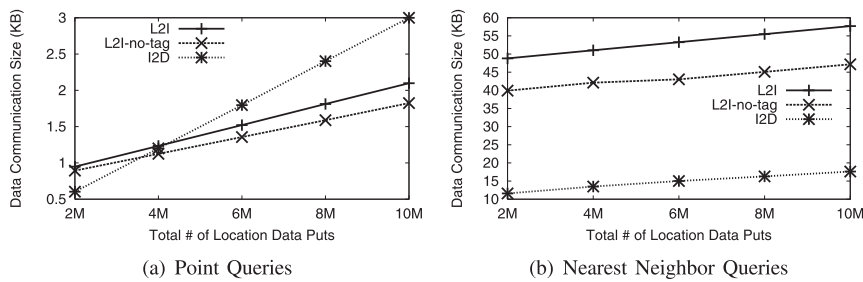 Data Communication Size (KB)
3
2.5
2
1.5
1
0.5
L2I
L2I-no-tag
I2D
2M 4M 6M 8M 10M
Total # of Location Data Puts
(a) Point Queries
Data Communication Size (KB)
60
55
50
45
40
35
30
25
20
15
10
L2I
L2I-no-tag
I2D
2M 4M 6M 8M 10M
Total # of Location Data Puts
(b) Nearest Neighbor Queries